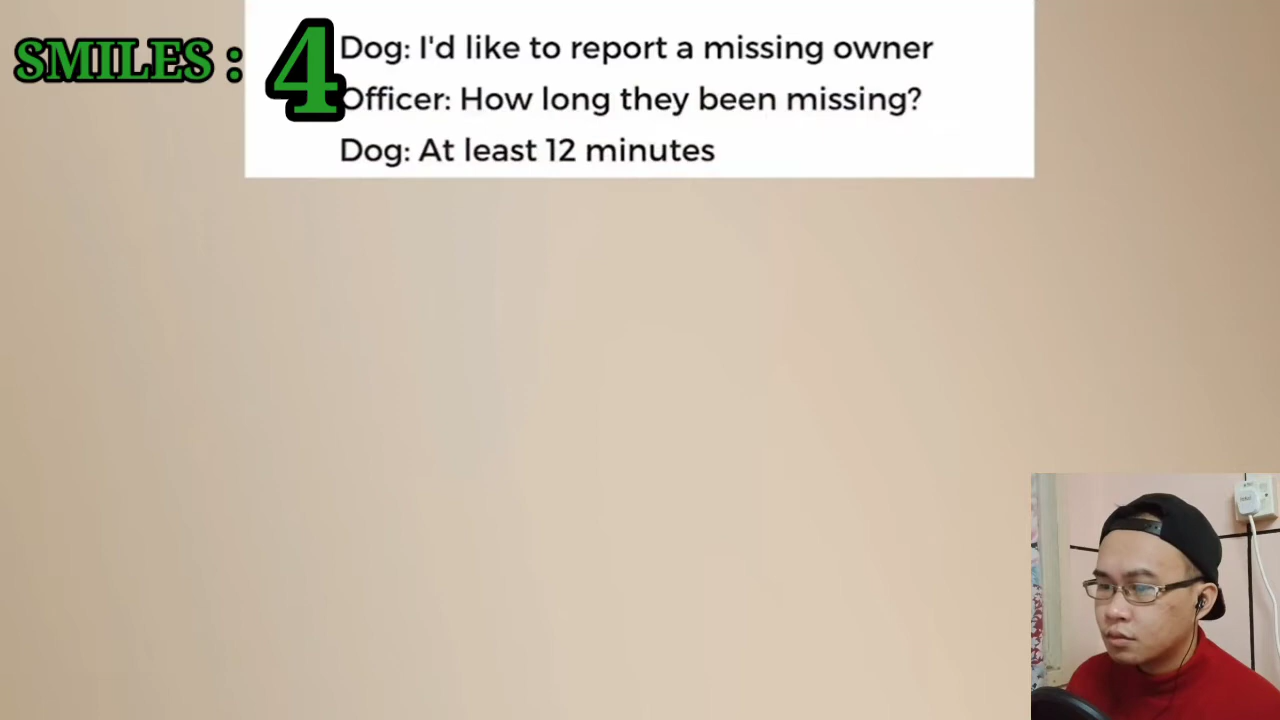 SMILES : 4
Dog: I'd like to report a missing owner
Officer: How long they been missing?
Dog: At least 12 minutes